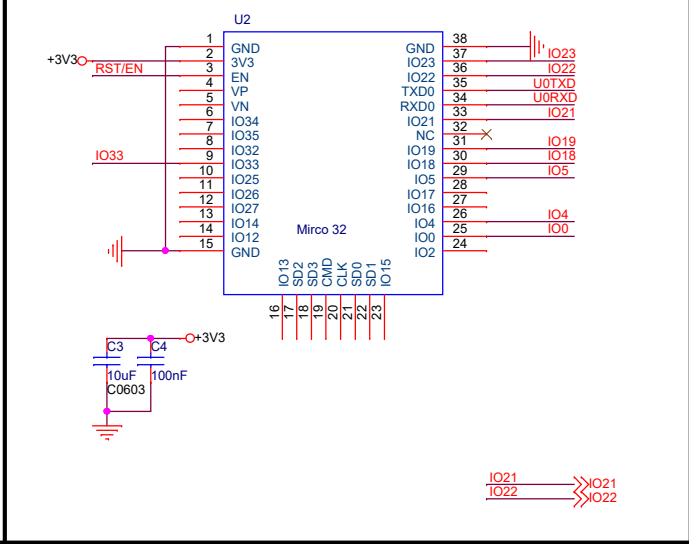 U2
1 GND GND 38
+3V3 2 3V3 IO23 37 IO23
RST/EN 3 EN IO22 36 IO22
4 VP TXD0 35 U0TXD
5 VN RXD0 34 U0RXD
6 IO34 IO21 33 IO21
7 IO35 NC 32
8 IO32 IO19 31 IO19
IO33 9 IO33 IO18 30 IO18
10 IO25 IO5 29 IO5
11 IO26 IO17 28
12 IO27 IO16 27
13 IO14 IO4 26 IO4
14 IO12 IO0 25 IO0
15 GND IO2 24
Mirco 32
IO13 SD2 SD3 CMD CLK SD0 SD1 IO15
16 17 18 19 20 21 22 23
+3V3
C3 C4
10uF 100nF
C0603
IO21 IO21
IO22 IO22